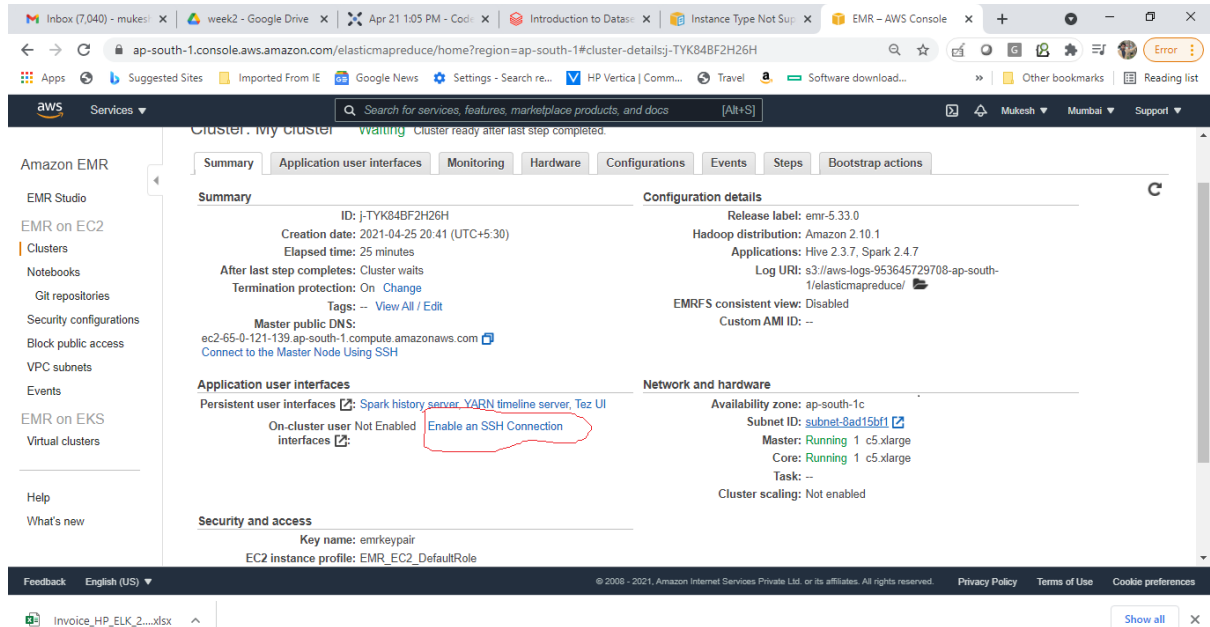 Inbox (7,040) - mukesh
week2 - Google Drive
Apr 21 1:05 PM - Code
Introduction to Datase
Instance Type Not Sup
EMR – AWS Console
ap-south-1.console.aws.amazon.com/elasticmapreduce/home?region=ap-south-1#cluster-details:j-TYK84BF2H26H
Error
Apps
Suggested Sites
Imported From IE
Google News
Settings - Search re...
HP Vertica | Comm...
Travel
Software download...
»
Other bookmarks
Reading list
aws
Services
Search for services, features, marketplace products, and docs
[Alt+S]
Mukesh
Mumbai
Support
Cluster: My cluster Waiting Cluster ready after last step completed.
Amazon EMR
EMR Studio
EMR on EC2
Clusters
Notebooks
Git repositories
Security configurations
Block public access
VPC subnets
Events
EMR on EKS
Virtual clusters
Help
What's new
Summary
Application user interfaces
Monitoring
Hardware
Configurations
Events
Steps
Bootstrap actions
Summary
ID: j-TYK84BF2H26H
Creation date: 2021-04-25 20:41 (UTC+5:30)
Elapsed time: 25 minutes
After last step completes: Cluster waits
Termination protection: On Change
Tags: -- View All / Edit
Master public DNS:
ec2-65-0-121-139.ap-south-1.compute.amazonaws.com
Connect to the Master Node Using SSH
Configuration details
Release label: emr-5.33.0
Hadoop distribution: Amazon 2.10.1
Applications: Hive 2.3.7, Spark 2.4.7
Log URI: s3://aws-logs-953645729708-ap-south-
1/elasticmapreduce/
EMRFS consistent view: Disabled
Custom AMI ID: --
Application user interfaces
Persistent user interfaces : Spark history server, YARN timeline server, Tez UI
On-cluster user Not Enabled Enable an SSH Connection
interfaces :
Network and hardware
Availability zone: ap-south-1c
Subnet ID: subnet-8ad15bf1
Master: Running 1 c5.xlarge
Core: Running 1 c5.xlarge
Task: --
Cluster scaling: Not enabled
Security and access
Key name: emrkeypair
EC2 instance profile: EMR_EC2_DefaultRole
Feedback
English (US)
© 2008 - 2021, Amazon Internet Services Private Ltd. or its affiliates. All rights reserved.
Privacy Policy
Terms of Use
Cookie preferences
Invoice_HP_ELK_2....xlsx
Show all